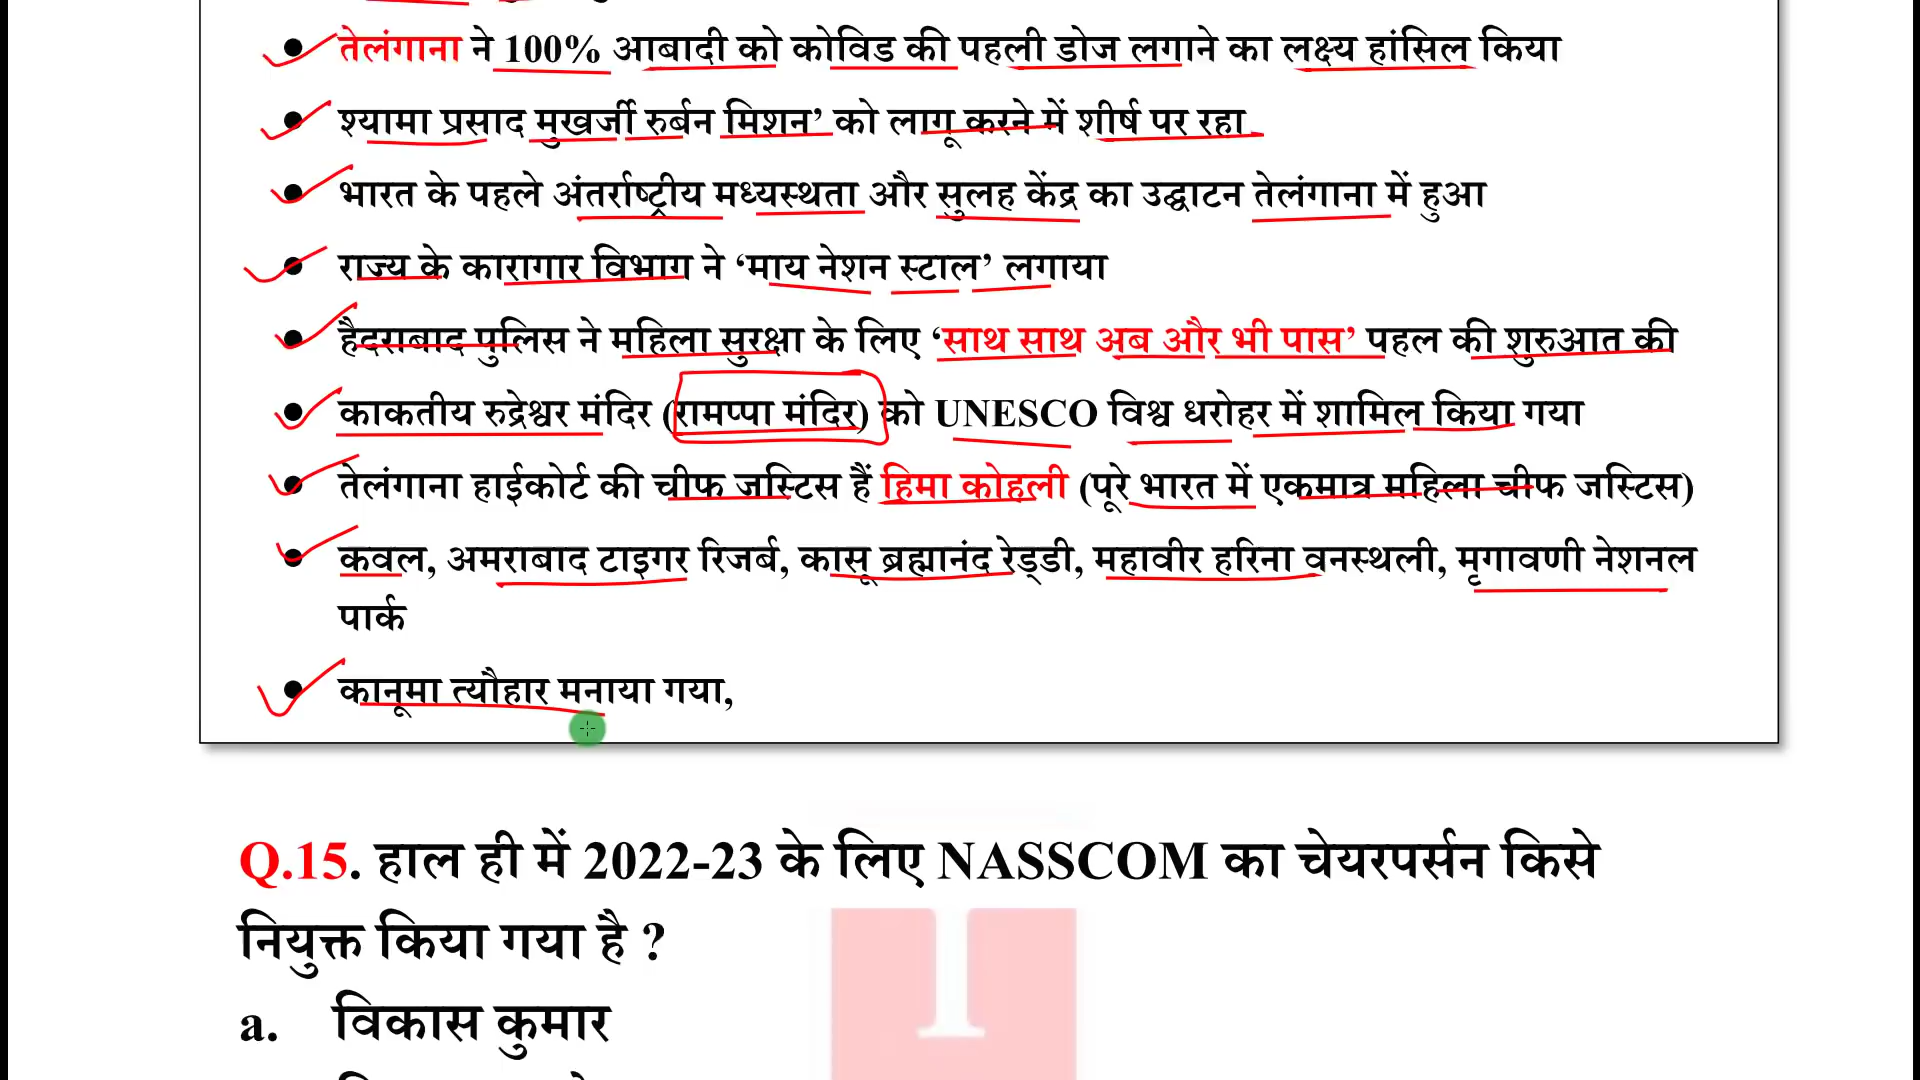 तेलंगाना ने 100% आबादी को कोविड की पहली डोज लगाने का लक्ष्य हांसिल किया
श्यामा प्रसाद मुखर्जी रुर्बन मिशन’ को लागू करने में शीर्ष पर रहा
भारत के पहले अंतर्राष्ट्रीय मध्यस्थता और सुलह केंद्र का उद्घाटन तेलंगाना में हुआ
राज्य के कारागार विभाग ने ‘माय नेशन स्टाल’ लगाया
हैदराबाद पुलिस ने महिला सुरक्षा के लिए ‘साथ साथ अब और भी पास’ पहल की शुरुआत की
काकतीय रुद्रेश्वर मंदिर (रामप्पा मंदिर) को UNESCO विश्व धरोहर में शामिल किया गया
तेलंगाना हाईकोर्ट की चीफ जस्टिस हैं हिमा कोहली (पूरे भारत में एकमात्र महिला चीफ जस्टिस)
कवल, अमराबाद टाइगर रिजर्ब, कासू ब्रह्मानंद रेड्डी, महावीर हरिना वनस्थली, मृगावणी नेशनल
पार्क
कानूमा त्यौहार मनाया गया,
Q.15. हाल ही में 2022-23 के लिए NASSCOM का चेयरपर्सन किसे
नियुक्त किया गया है ?
a. विकास कुमार